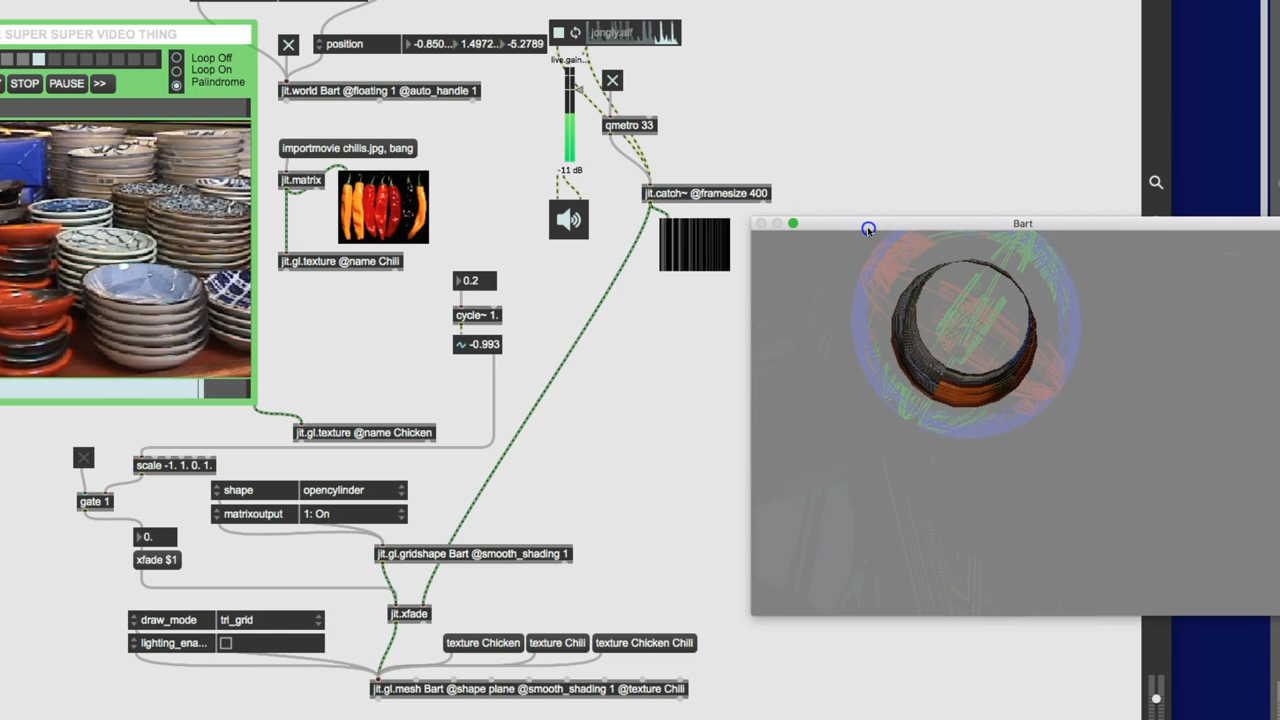 SUPER SUPER VIDEO THING
Loop Off
Loop On
Palindrome
STOP
PAUSE
>>
position
-0.850...
1.4972..
-5.2789
jongly.aif
live.gain...
jit.world Bart @floating 1 @auto_handle 1
qmetro 33
importmovie chilis.jpg, bang
-11 dB
jit.matrix
jit.catch~ @framesize 400
Bart
jit.gl.texture @name Chili
0.2
cycle~ 1.
-0.993
jit.gl.texture @name Chicken
scale -1. 1. 0. 1.
gate 1
shape
opencylinder
matrixoutput
1: On
0.
xfade $1
jit.gl.gridshape Bart @smooth_shading 1
jit.xfade
draw_mode
tri_grid
lighting_ena...
texture Chicken
texture Chili
texture Chicken Chili
jit.gl.mesh Bart @shape plane @smooth_shading 1 @texture Chili